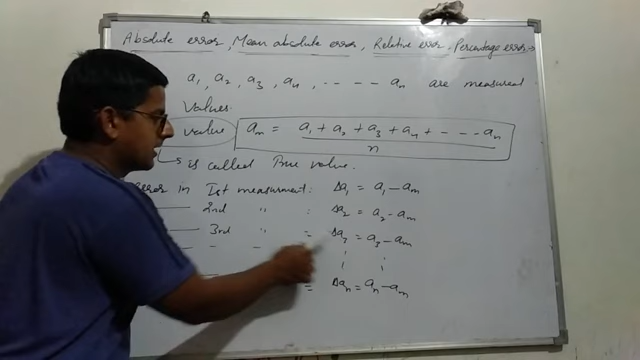 Absolute error, Mean absolute error, Relative error, Percentage error:-
a₁, a₂, a₃, a₄, ---- aₙ are measured
values.
value aₘ = a₁ + a₂ + a₃ + a₄ + --- aₙ / n
is called True value.
error in Ist measurment: Δa₁ = a₁ - aₘ
2nd " : Δa₂ = a₂ - aₘ
3rd " = Δa₃ = a₃ - aₘ
= Δaₙ = aₙ - aₘ